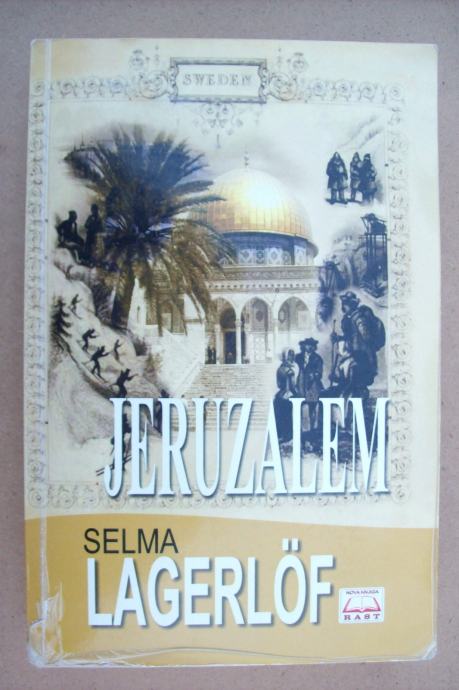 SWEDEN
JERUZALEM
SELMA
LAGERLÖF
NOVA KNJIGA
RAST